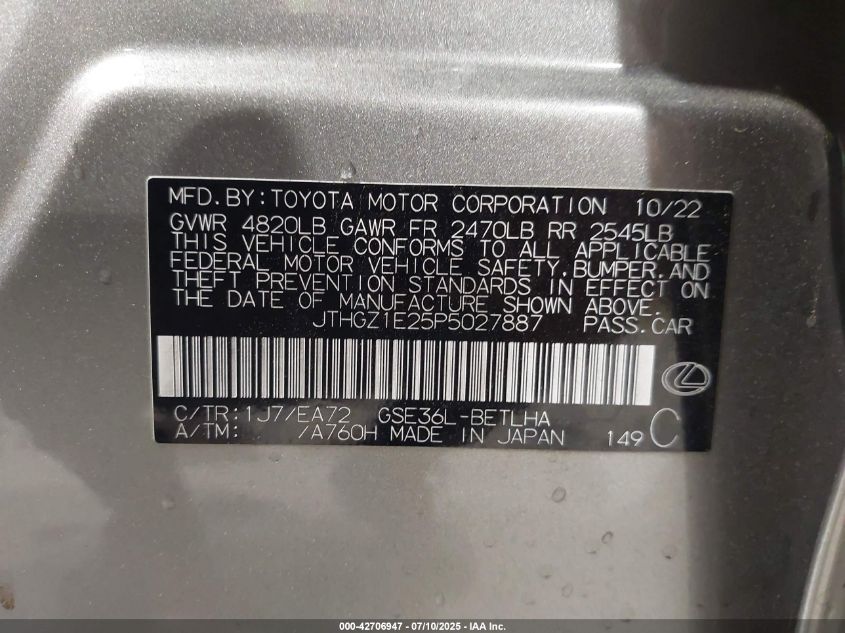 MFD.BY:TOYOTA MOTOR CORPORATION 10/22
GVWR 4820LB GAWR FR 2470LB RR 2545LB
THIS VEHICLE CONFORMS TO ALL APPLICABLE
FEDERAL MOTOR VEHICLE SAFETY,BUMPER,AND
THEFT PREVENTION STANDARDS IN EFFECT ON
THE DATE OF MANUFACTURE SHOWN ABOVE.
JTHGZ1E25P5027887 PASS.CAR
C/TR:1J7/EA72 GSE36L-BETLHA
A/TM: /A760H MADE IN JAPAN 149 C
000-42706947 - 07/10/2025 - IAA Inc.